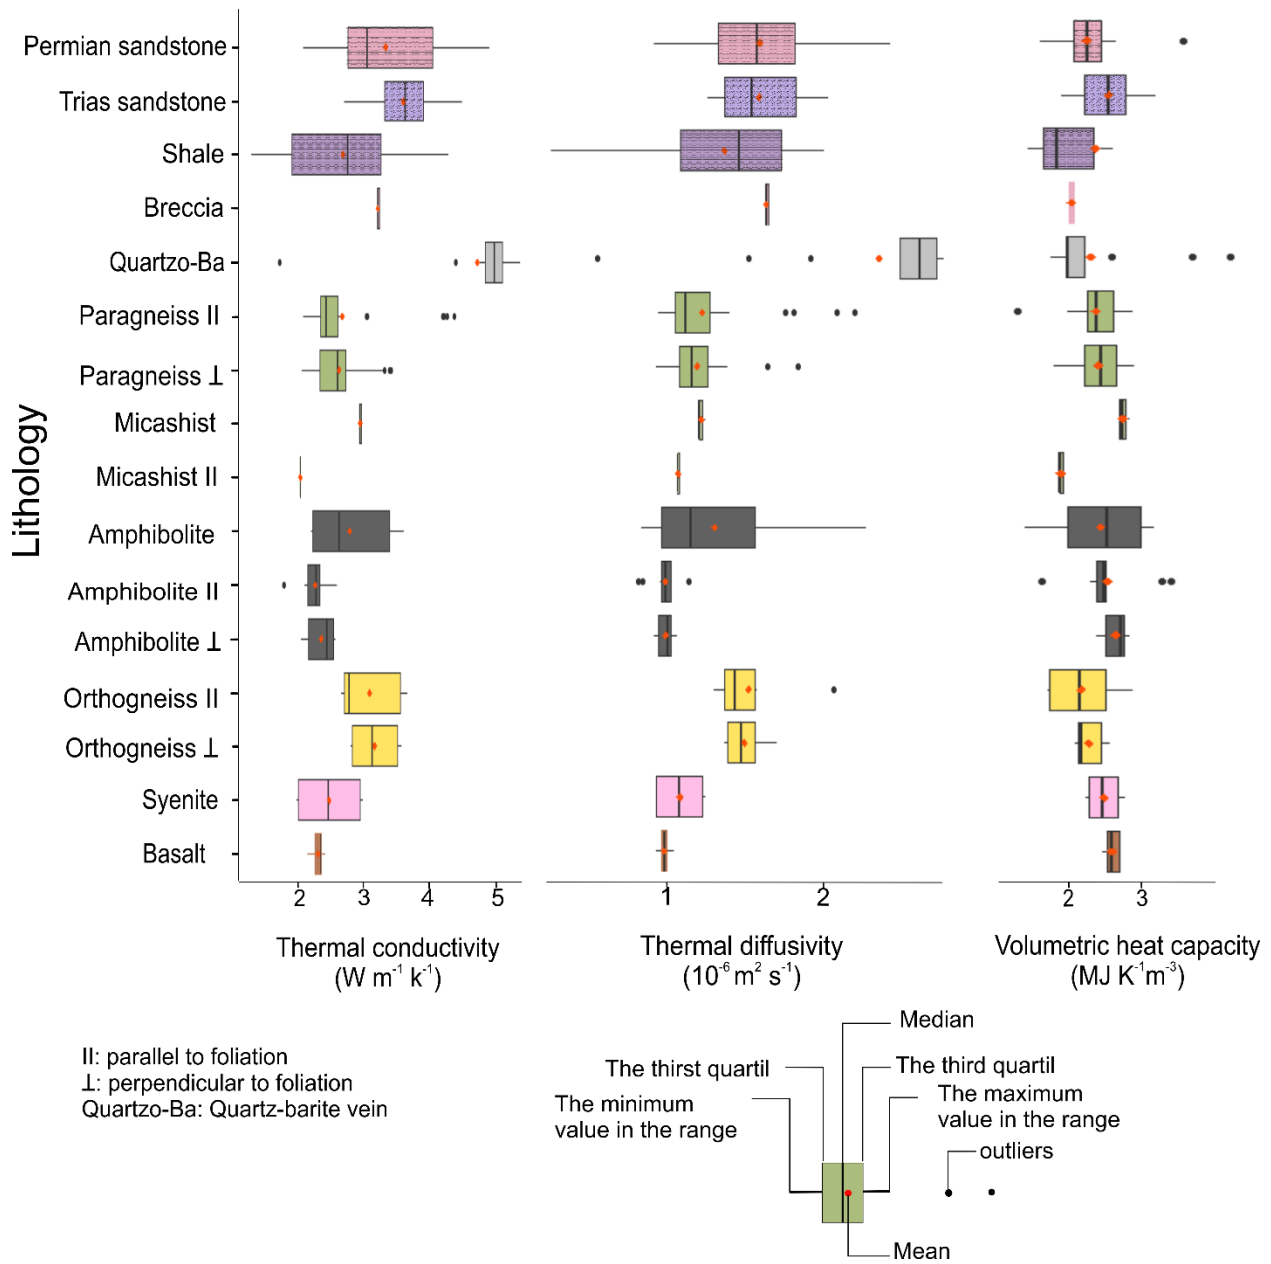 Lithology
Permian sandstone
Trias sandstone
Shale
Breccia
Quartzo-Ba
Paragneiss II
Paragneiss ⊥
Micashist
Micashist II
Amphibolite
Amphibolite II
Amphibolite ⊥
Orthogneiss II
Orthogneiss ⊥
Syenite
Basalt
2 3 4 5
1 2
2 3
Thermal conductivity
(W m⁻¹ k⁻¹)
Thermal diffusivity
(10⁻⁶ m² s⁻¹)
Volumetric heat capacity
(MJ K⁻¹m⁻³)
II: parallel to foliation
⊥: perpendicular to foliation
Quartzo-Ba: Quartz-barite vein
Median
The thirst quartil
The third quartil
The minimum
value in the range
The maximum
value in the range
outliers
Mean